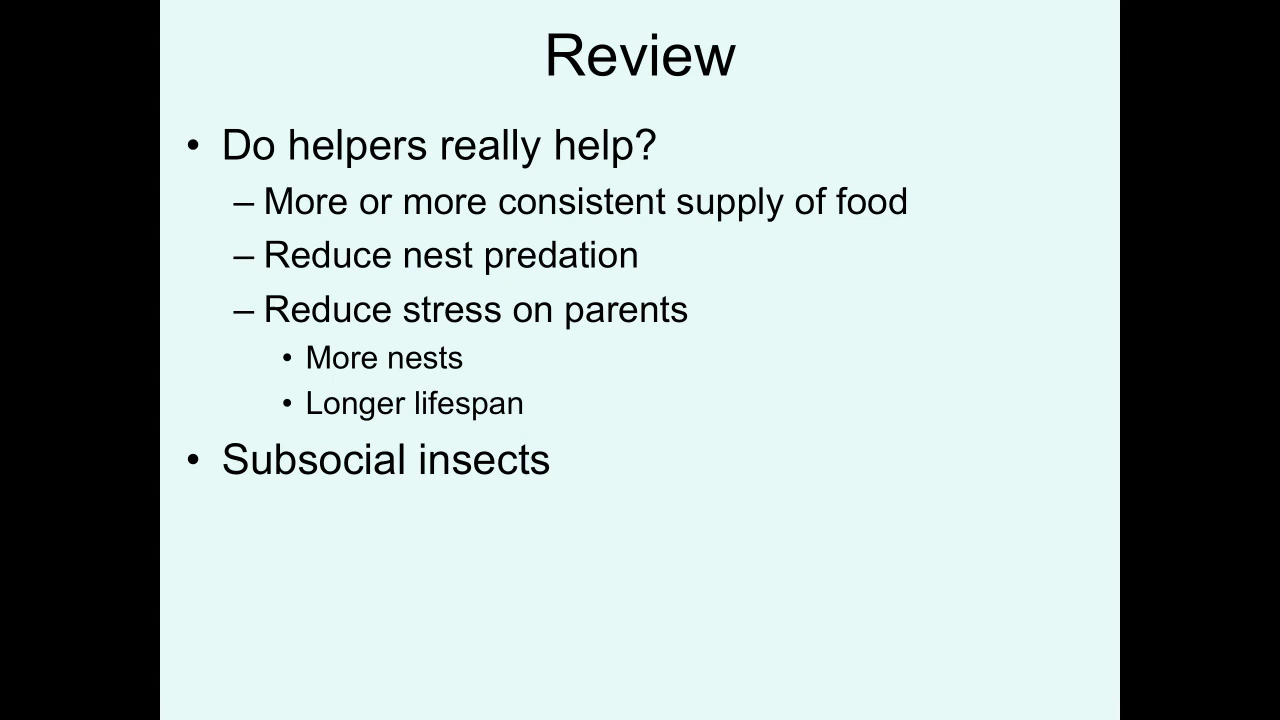 Review
• Do helpers really help?
– More or more consistent supply of food
– Reduce nest predation
– Reduce stress on parents
• More nests
• Longer lifespan
• Subsocial insects